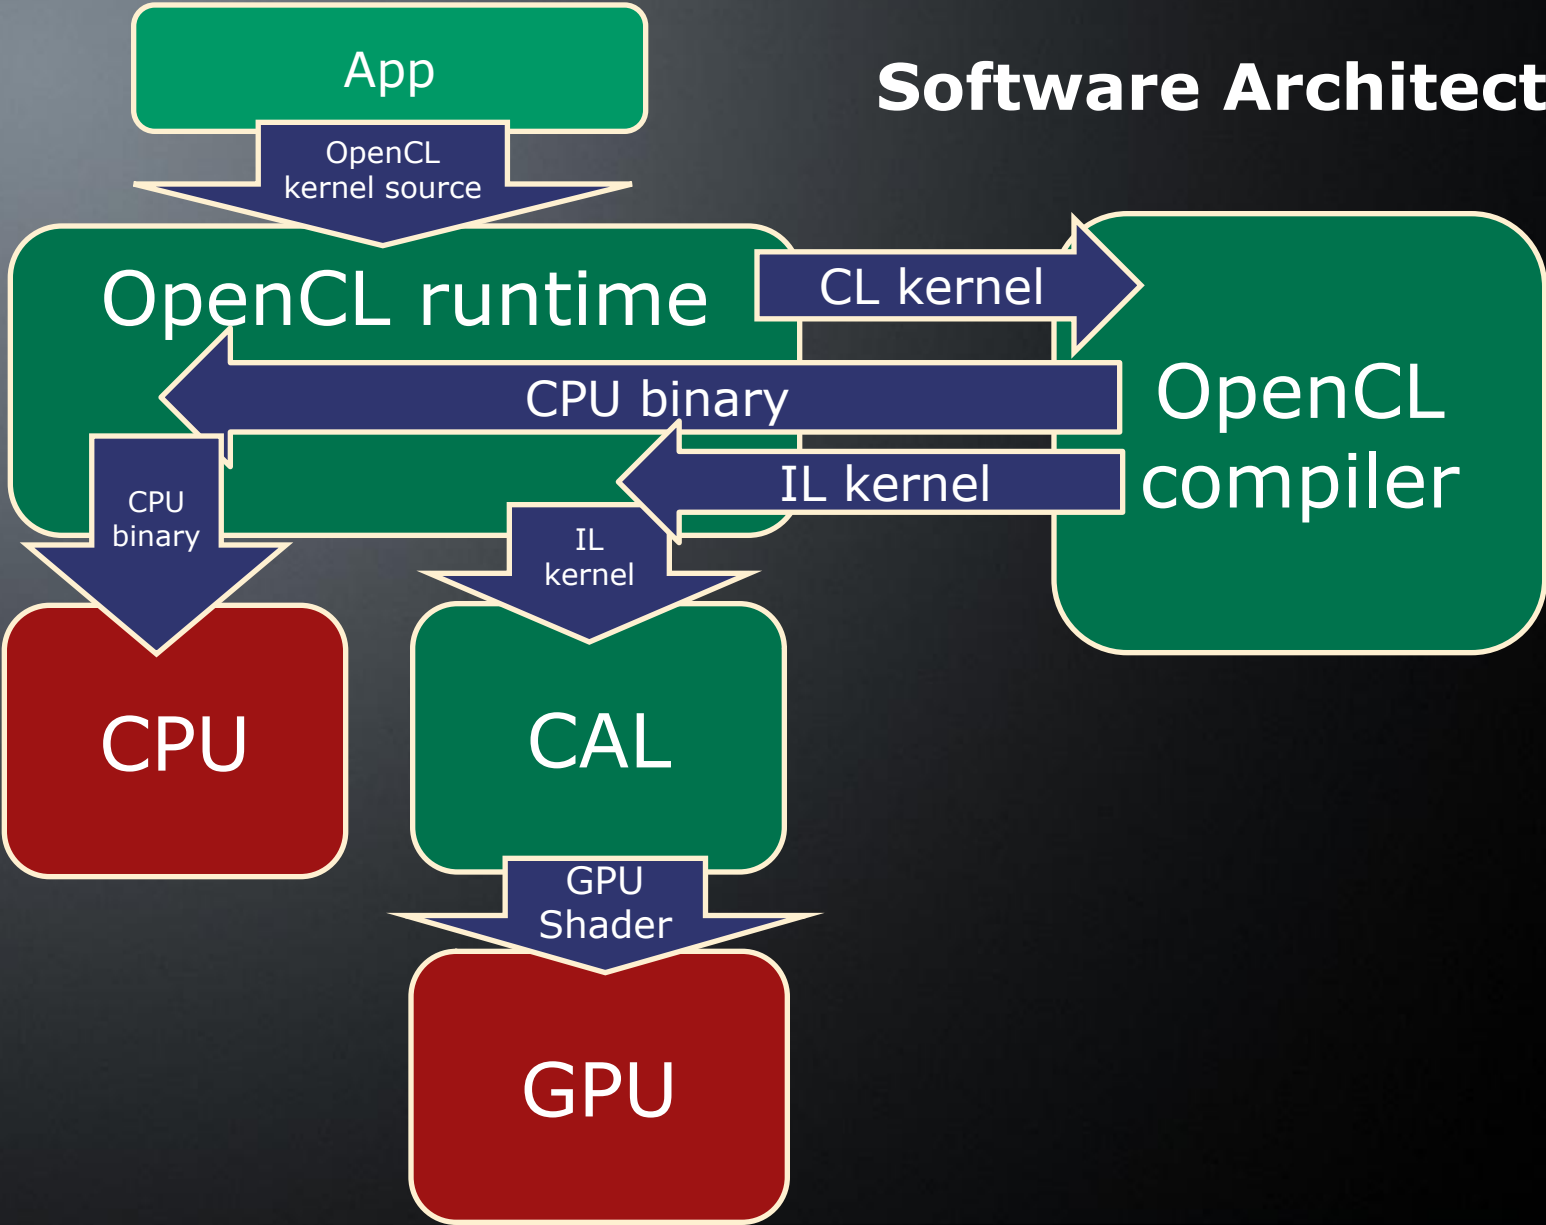 App
Software Architect
OpenCL
kernel source
OpenCL runtime
CL kernel
CPU binary
OpenCL
compiler
IL kernel
CPU
binary
IL
kernel
CPU
CAL
GPU
Shader
GPU